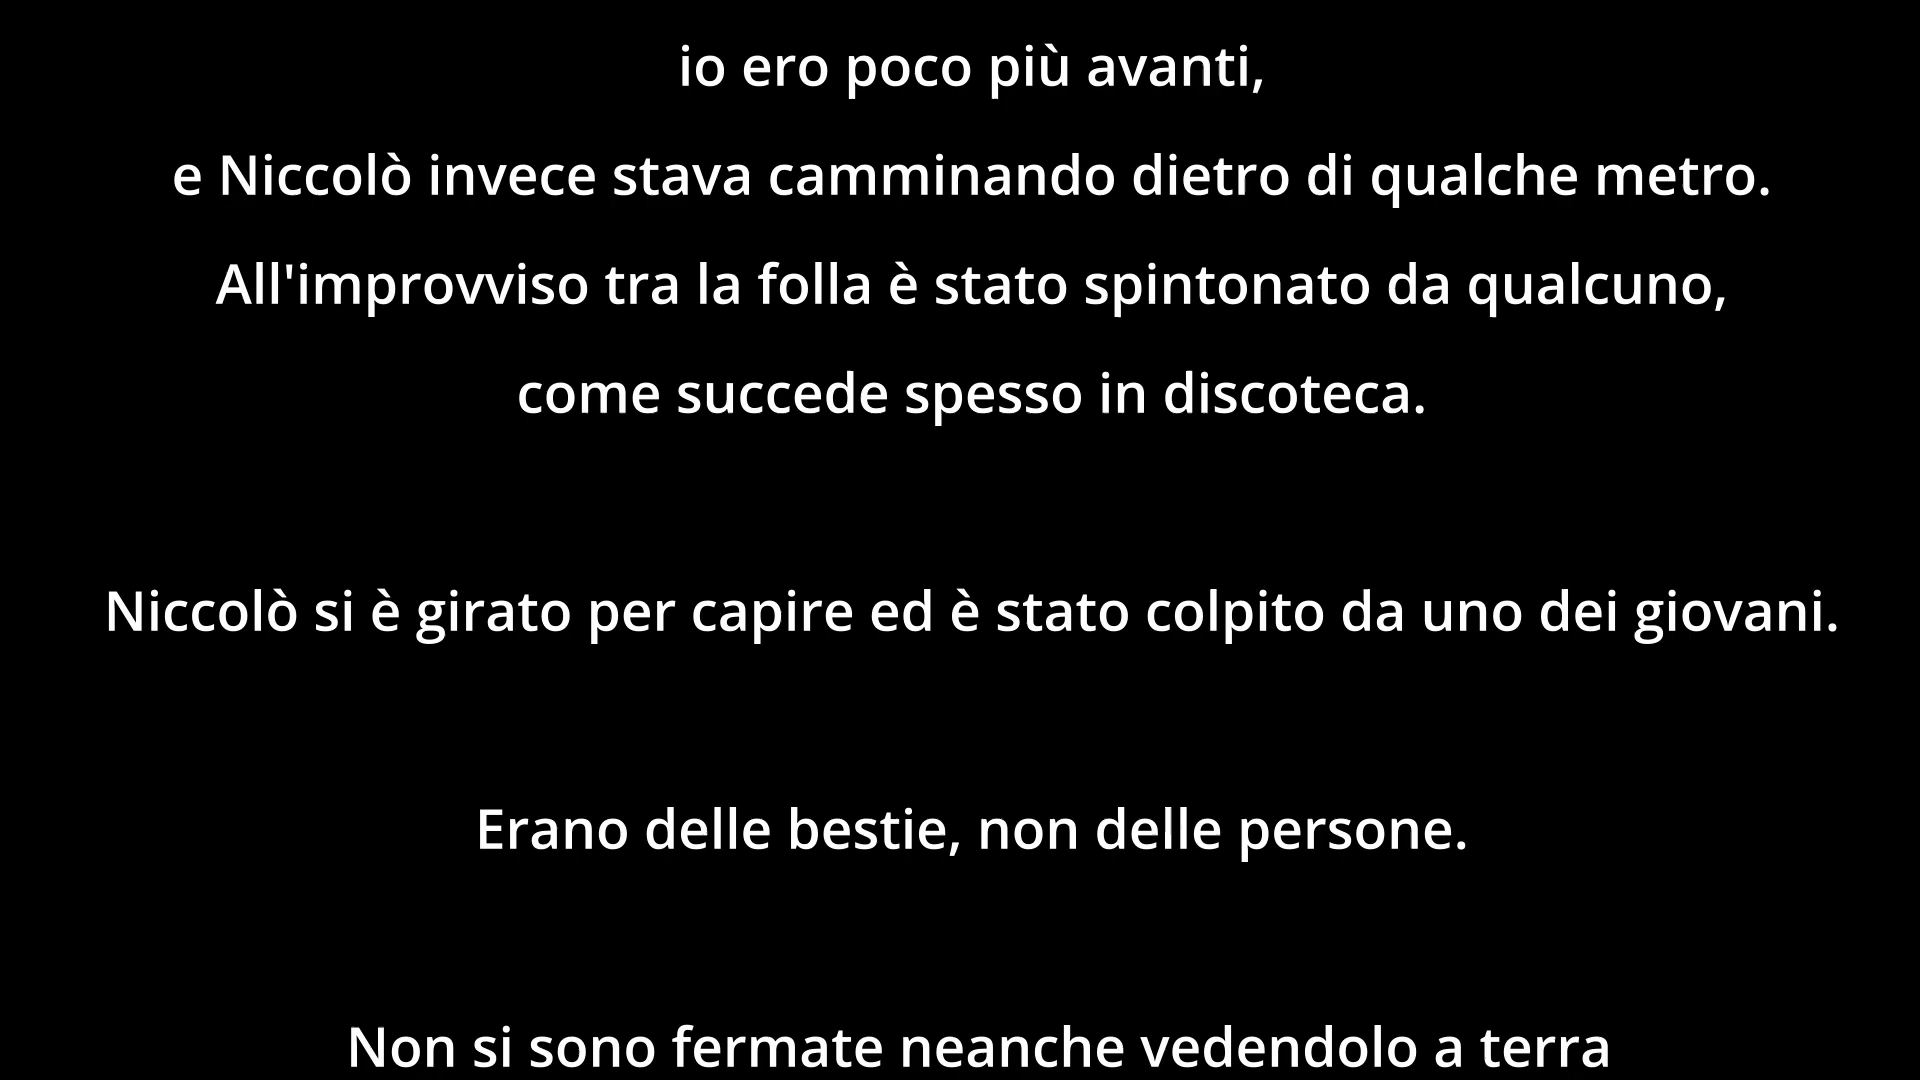 io ero poco più avanti,
e Niccolò invece stava camminando dietro di qualche metro.
All'improvviso tra la folla è stato spintonato da qualcuno,
come succede spesso in discoteca.
Niccolò si è girato per capire ed è stato colpito da uno dei giovani.
Erano delle bestie, non delle persone.
Non si sono fermate neanche vedendolo a terra